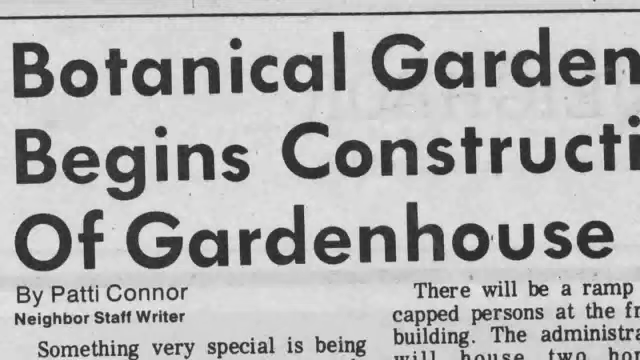 Botanical Garden
Begins Constructi
Of Gardenhouse
By Patti Connor
Neighbor Staff Writer
Something very special is being
There will be a ramp
capped persons at the fr
building. The administra
will house two ho